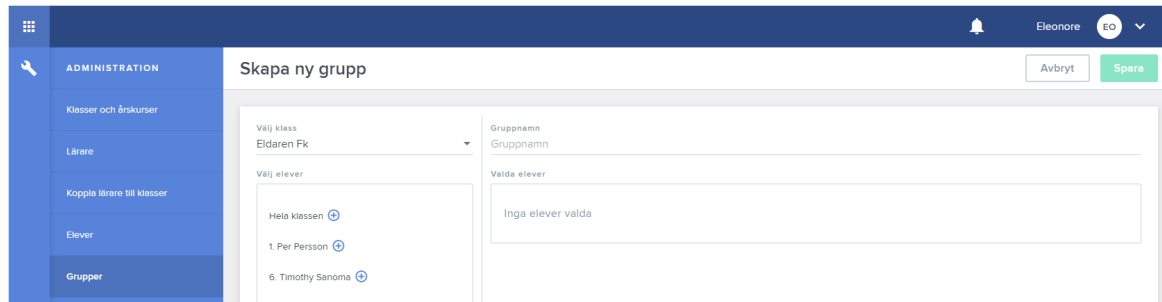 Eleonore EO
ADMINISTRATION
Klasser och årskurser
Lärare
Koppla lärare till klasser
Elever
Grupper
Skapa ny grupp
Avbryt
Spara
Välj klass
Eldaren Fk
Välj elever
Hela klassen
1. Per Persson
6. Timothy Sanoma
Gruppnamn
Gruppnamn
Valda elever
Inga elever valda